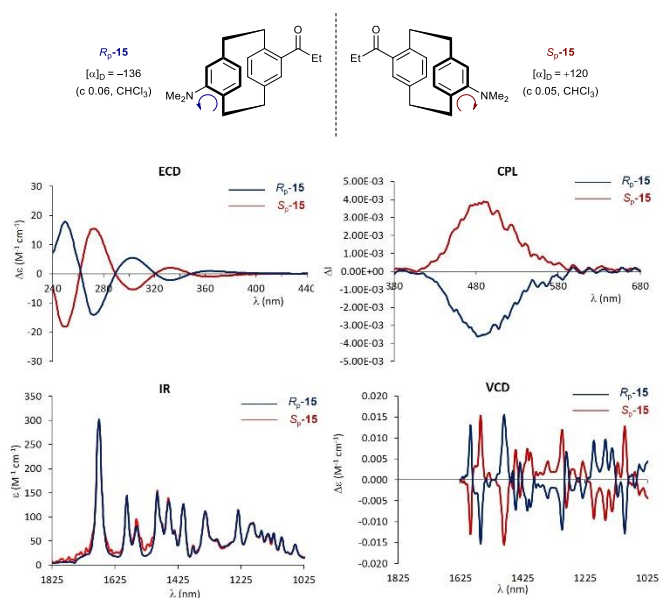 O
Et
Rp-15
[α]D = –136
(c 0.06, CHCl3)
Me2N
O
Et
Sp-15
[α]D = +120
(c 0.05, CHCl3)
NMe2
ECD
Rp-15
Sp-15
Δε (M-1 cm-1)
30
20
10
0
-10
-20
-30
240 280 320 360 400 440
λ (nm)
CPL
Rp-15
Sp-15
ΔI
5.00E-03
4.00E-03
3.00E-03
2.00E-03
1.00E-03
0.00E+00
-1.00E-03
-2.00E-03
-3.00E-03
-4.00E-03
-5.00E-03
380 480 580 680
λ (nm)
IR
Rp-15
Sp-15
ε (M-1 cm-1)
350
300
250
200
150
100
50
0
1825 1625 1425 1225 1025
λ (nm)
VCD
Rp-15
Sp-15
Δε (M-1 cm-1)
0.020
0.015
0.010
0.005
0.000
-0.005
-0.010
-0.015
-0.020
1825 1625 1425 1225 1025
λ (nm)